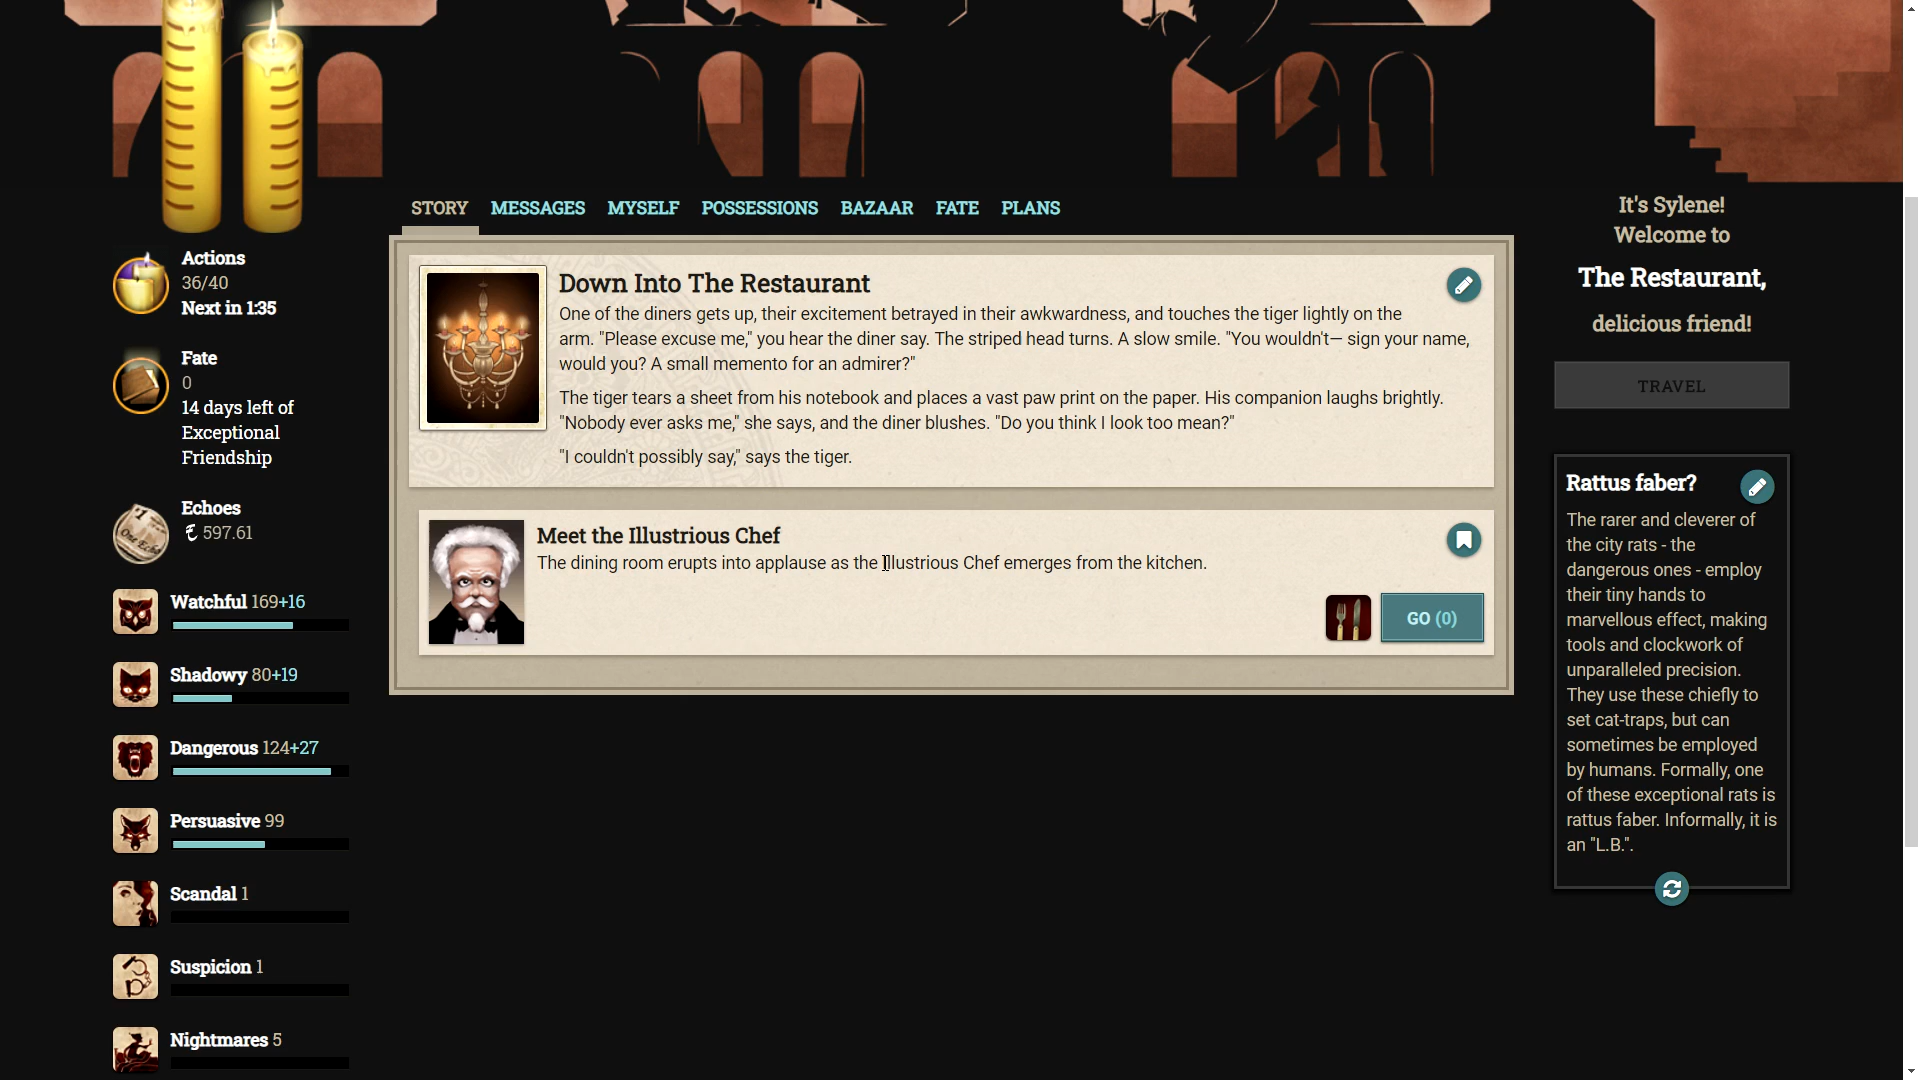 STORY MESSAGES MYSELF POSSESSIONS BAZAAR FATE PLANS
Actions
36/40
Next in 1:35
Fate
0
14 days left of
Exceptional
Friendship
Echoes
597.61
Watchful 169+16
Shadowy 80+19
Dangerous 124+27
Persuasive 99
Scandal 1
Suspicion 1
Nightmares 5
Down Into The Restaurant
One of the diners gets up, their excitement betrayed in their awkwardness, and touches the tiger lightly on the
arm. "Please excuse me," you hear the diner say. The striped head turns. A slow smile. "You wouldn't— sign your name,
would you? A small memento for an admirer?"
The tiger tears a sheet from his notebook and places a vast paw print on the paper. His companion laughs brightly.
"Nobody ever asks me," she says, and the diner blushes. "Do you think I look too mean?"
"I couldn't possibly say," says the tiger.
Meet the Illustrious Chef
The dining room erupts into applause as the Illustrious Chef emerges from the kitchen.
GO (0)
It's Sylene!
Welcome to
The Restaurant,
delicious friend!
TRAVEL
Rattus faber?
The rarer and cleverer of
the city rats - the
dangerous ones - employ
their tiny hands to
marvellous effect, making
tools and clockwork of
unparalleled precision.
They use these chiefly to
set cat-traps, but can
sometimes be employed
by humans. Formally, one
of these exceptional rats is
rattus faber. Informally, it is
an "L.B.".